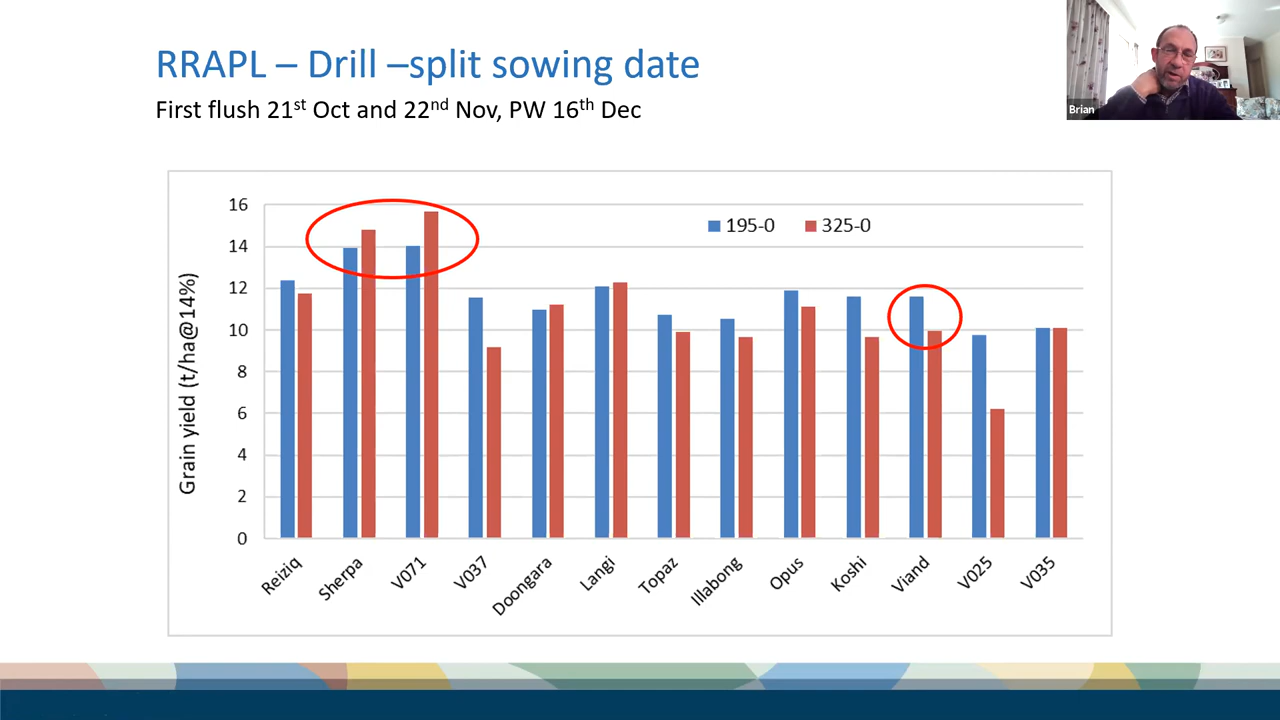 RRAPL – Drill –split sowing date
First flush 21st Oct and 22nd Nov, PW 16th Dec
Brian
195-0 325-0
Grain yield (t/ha@14%)
16
14
12
10
8
6
4
2
0
Reiziq Sherpa V071 V037 Doongara Langi Topaz Illabong Opus Koshi Viand V025 V035